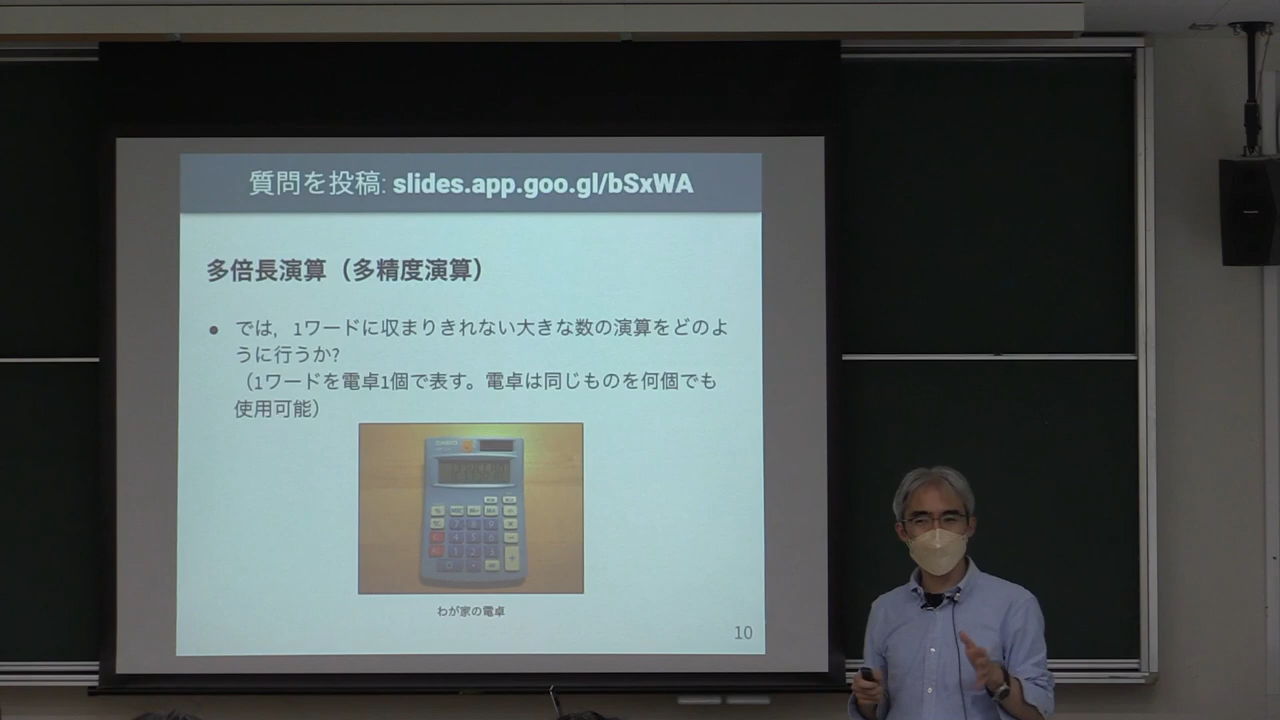 質問を投稿: slides.app.goo.gl/bSxWA
多倍長演算（多精度演算）
● では，1ワードに収まりきれない大きな数の演算をどのよ
うに行うか?
（1ワードを電卓1個で表す。電卓は同じものを何個でも
使用可能）
わが家の電卓
10